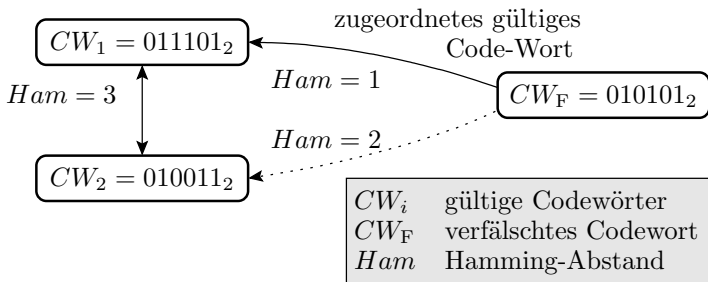 zugeordnetes gültiges
Code-Wort
CW₁ = 011101₂
Ham = 3
Ham = 1
CW_F = 010101₂
Ham = 2
CW₂ = 010011₂
CW_i gültige Codewörter
CW_F verfälschtes Codewort
Ham Hamming-Abstand